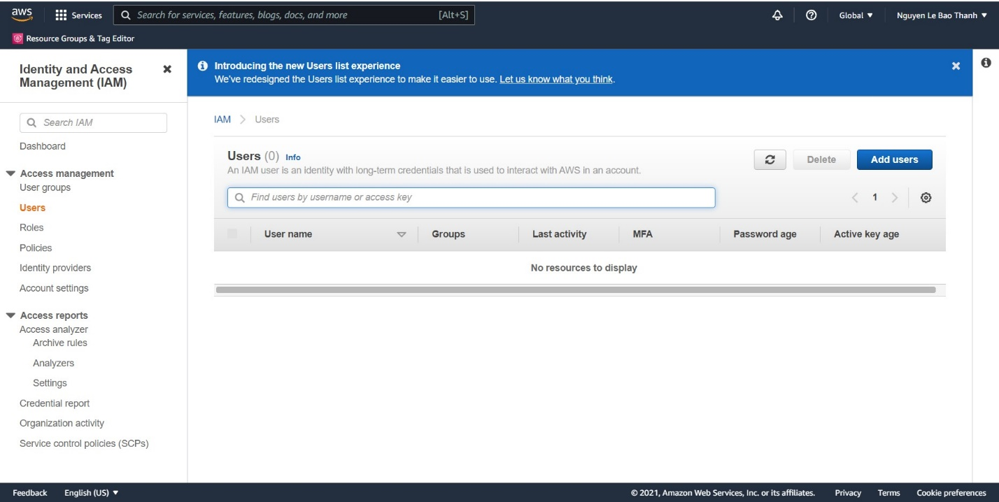 aws
Services
Search for services, features, blogs, docs, and more
[Alt+S]
Global
Nguyen Le Bao Thanh
Resource Groups & Tag Editor
Identity and Access
Management (IAM)
Search IAM
Dashboard
Access management
User groups
Users
Roles
Policies
Identity providers
Account settings
Access reports
Access analyzer
Archive rules
Analyzers
Settings
Credential report
Organization activity
Service control policies (SCPs)
Introducing the new Users list experience
We've redesigned the Users list experience to make it easier to use. Let us know what you think.
IAM Users
Users (0) Info
An IAM user is an identity with long-term credentials that is used to interact with AWS in an account.
Delete
Add users
Find users by username or access key
1
User name Groups Last activity MFA Password age Active key age
No resources to display
Feedback English (US) © 2021, Amazon Web Services, Inc. or its affiliates. Privacy Terms Cookie preferences